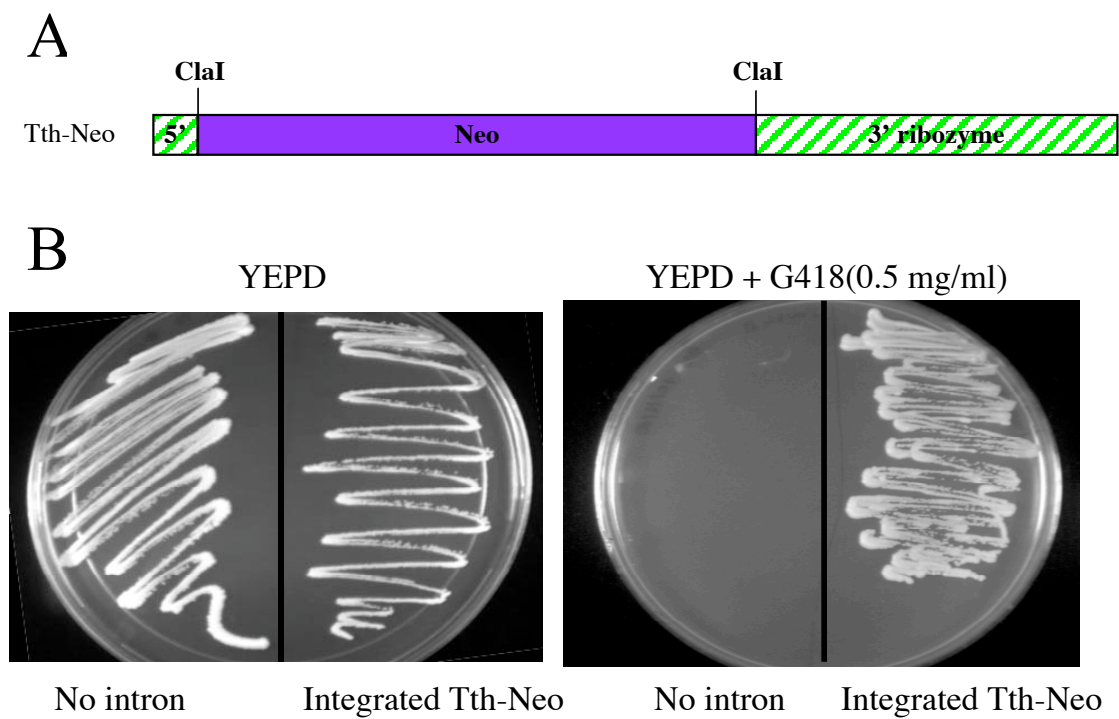 A
ClaI ClaI
Tth-Neo 5’ Neo 3’ ribozyme
B
YEPD YEPD + G418(0.5 mg/ml)
No intron Integrated Tth-Neo No intron Integrated Tth-Neo